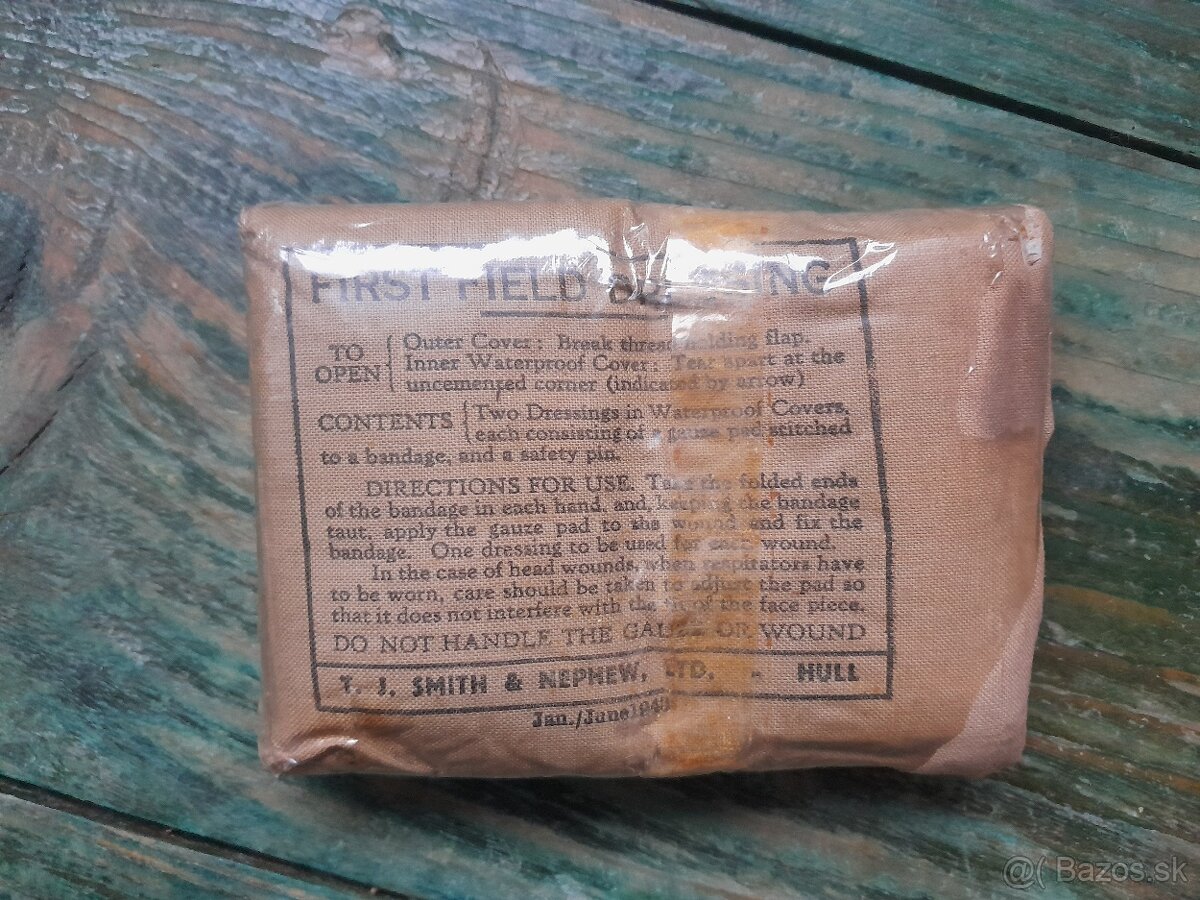 FIRST FIELD
TO OPEN { Outer Cover: Break thread holding flap.
Inner Waterproof Cover: Tear apart at the
uncemented corner (indicated by arrow)
CONTENTS { Two Dressings in Waterproof Covers,
each consisting of a gauze pad stitched
to a bandage, and a safety pin.
DIRECTIONS FOR USE. Take the folded ends
of the bandage in each hand, and, keeping the bandage
taut, apply the gauze pad to the wound and fix the
bandage. One dressing to be used for each wound.
In the case of head wounds, when respirators have
to be worn, care should be taken to adjust the pad so
that it does not interfere with the fit of the face piece.
DO NOT HANDLE THE GAUZE OR WOUND
T. J. SMITH & NEPHEW, LTD. - HULL
Jan./June
@( Bazos.sk